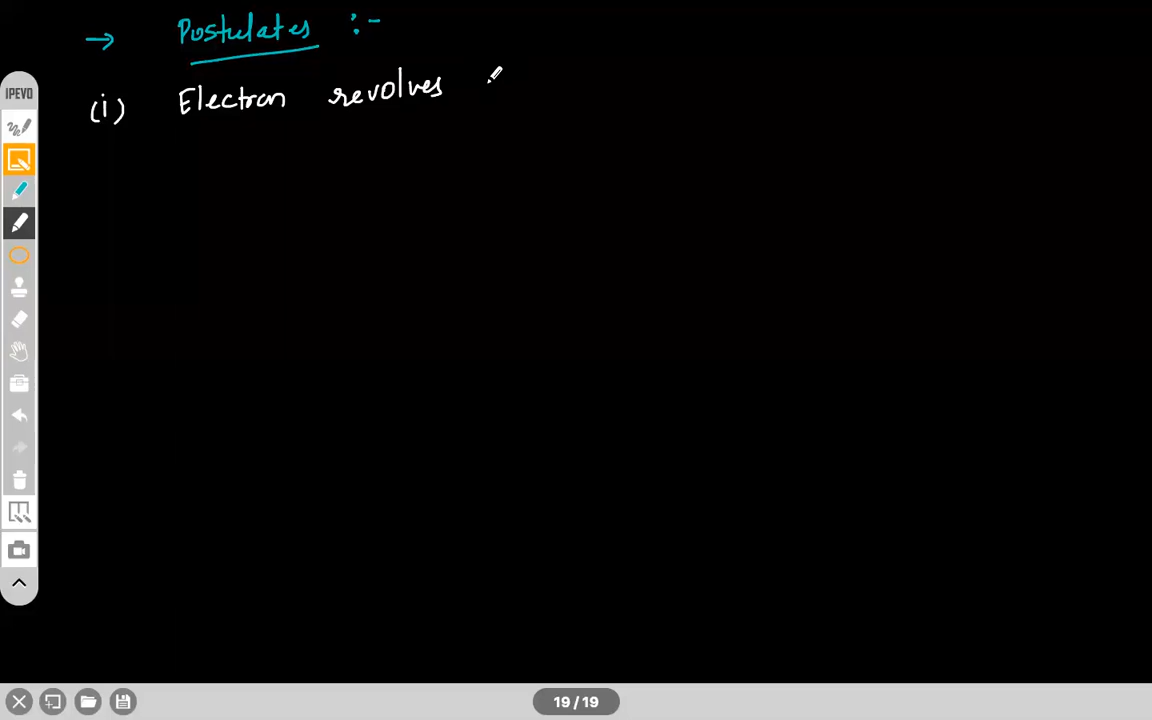 → Postulates :-
IPEVO
(i) Electron revolves
19 / 19